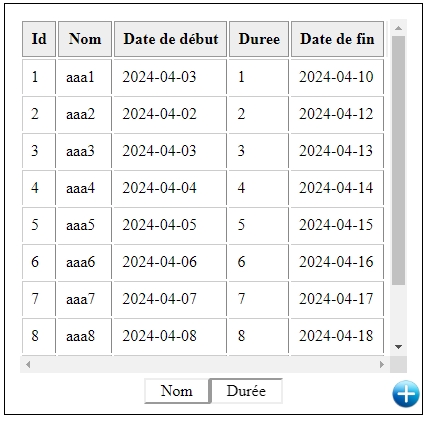 Id Nom Date de début Duree Date de fin
1 aaa1 2024-04-03 1 2024-04-10
2 aaa2 2024-04-02 2 2024-04-12
3 aaa3 2024-04-03 3 2024-04-13
4 aaa4 2024-04-04 4 2024-04-14
5 aaa5 2024-04-05 5 2024-04-15
6 aaa6 2024-04-06 6 2024-04-16
7 aaa7 2024-04-07 7 2024-04-17
8 aaa8 2024-04-08 8 2024-04-18
Nom Durée